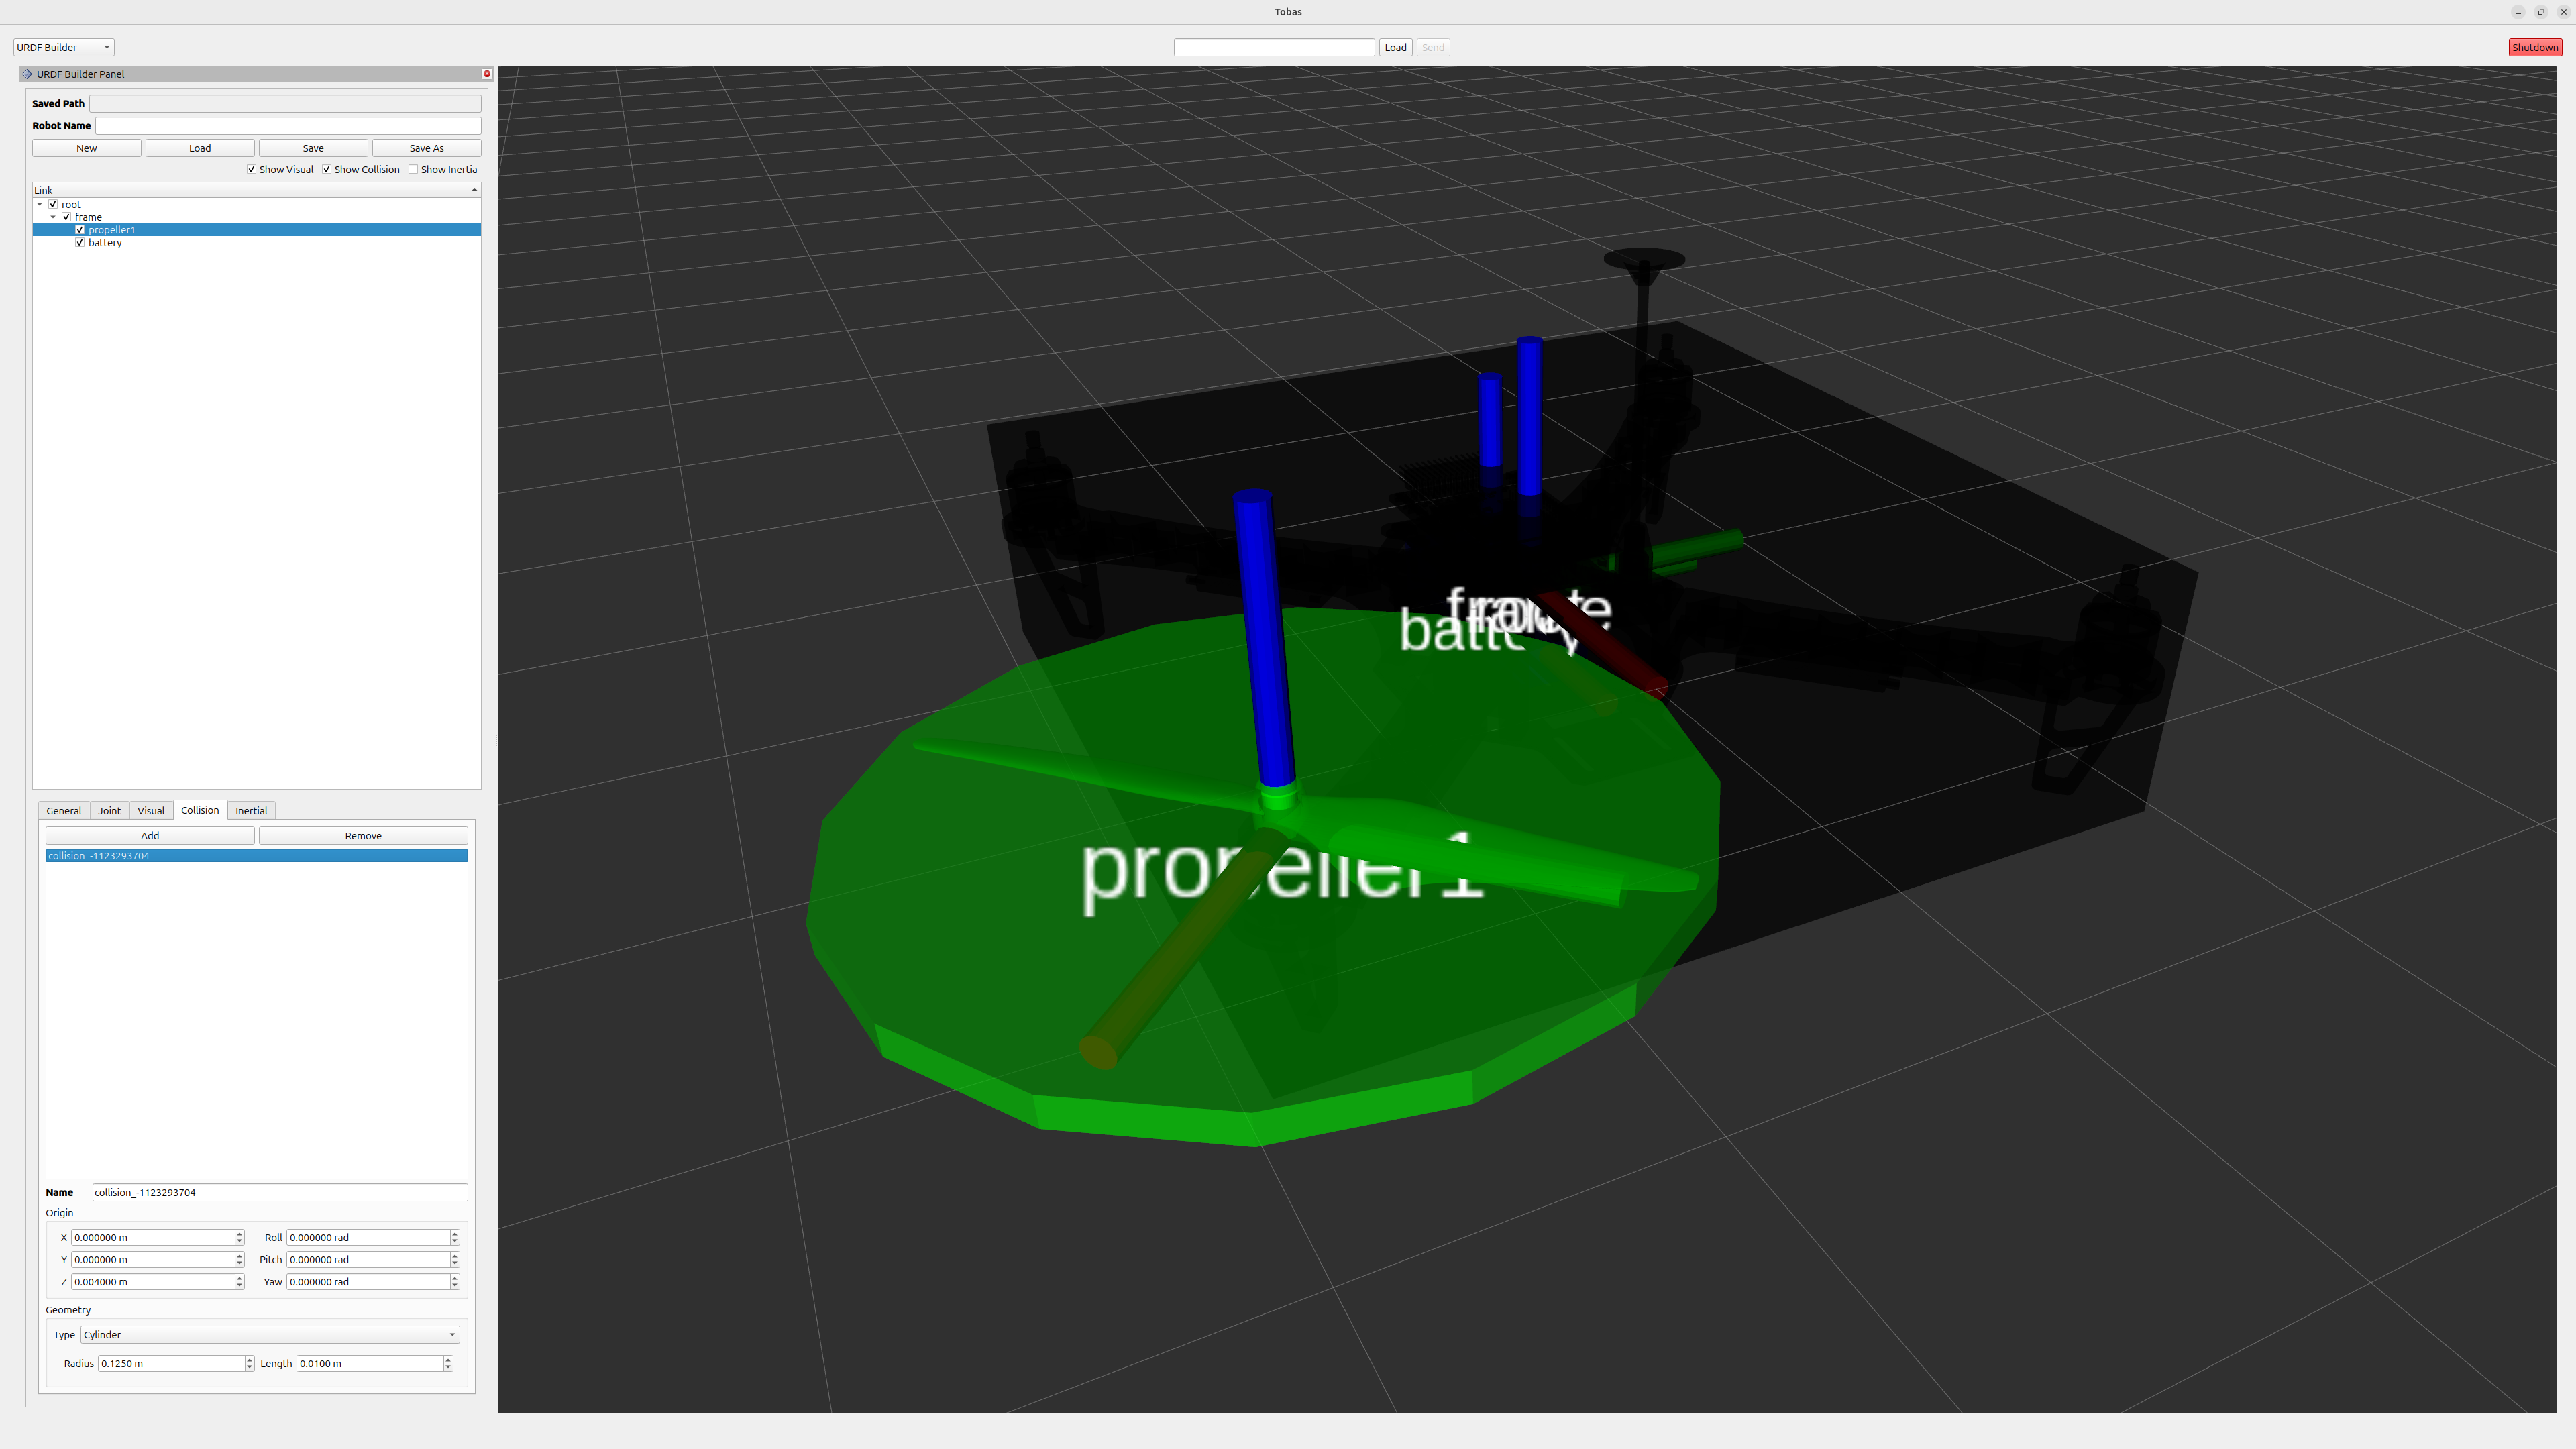 Tobas
URDF Builder
Load
Send
Shutdown
URDF Builder Panel
Saved Path
Robot Name
New
Load
Save
Save As
Show Visual
Show Collision
Show Inertia
Link
root
frame
propeller1
battery
General
Joint
Visual
Collision
Inertial
Add
Remove
collision_-1123293704
Name collision_-1123293704
Origin
X 0.000000 m Roll 0.000000 rad
Y 0.000000 m Pitch 0.000000 rad
Z 0.004000 m Yaw 0.000000 rad
Geometry
Type Cylinder
Radius 0.1250 m Length 0.0100 m
battery
propeller1